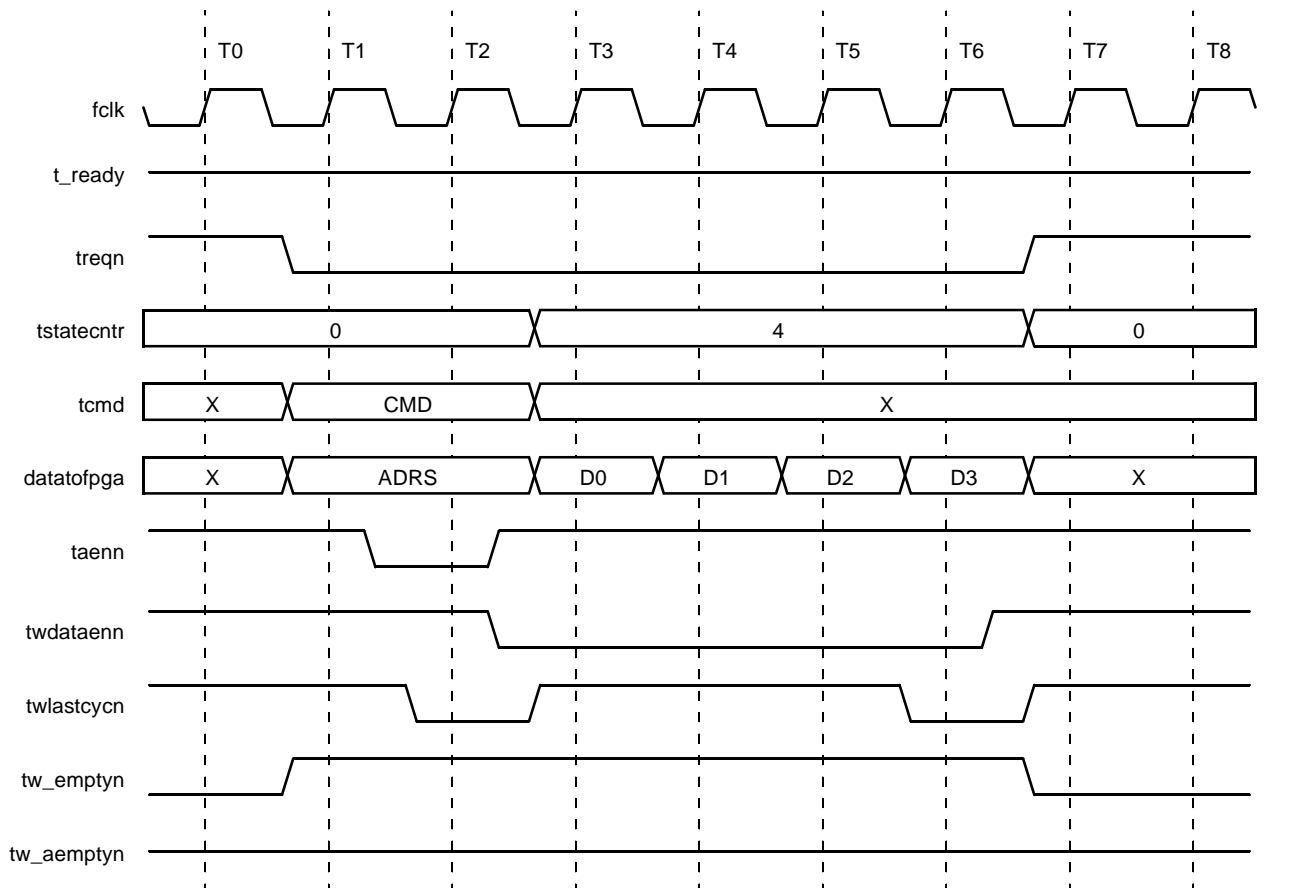 T0 T1 T2 T3 T4 T5 T6 T7 T8
fclk
t_ready
treqn
tstatecntr 0 4 0
tcmd X CMD X
datatofpga X ADRS D0 D1 D2 D3 X
taenn
twdataenn
twlastcycn
tw_emptyn
tw_aemptyn